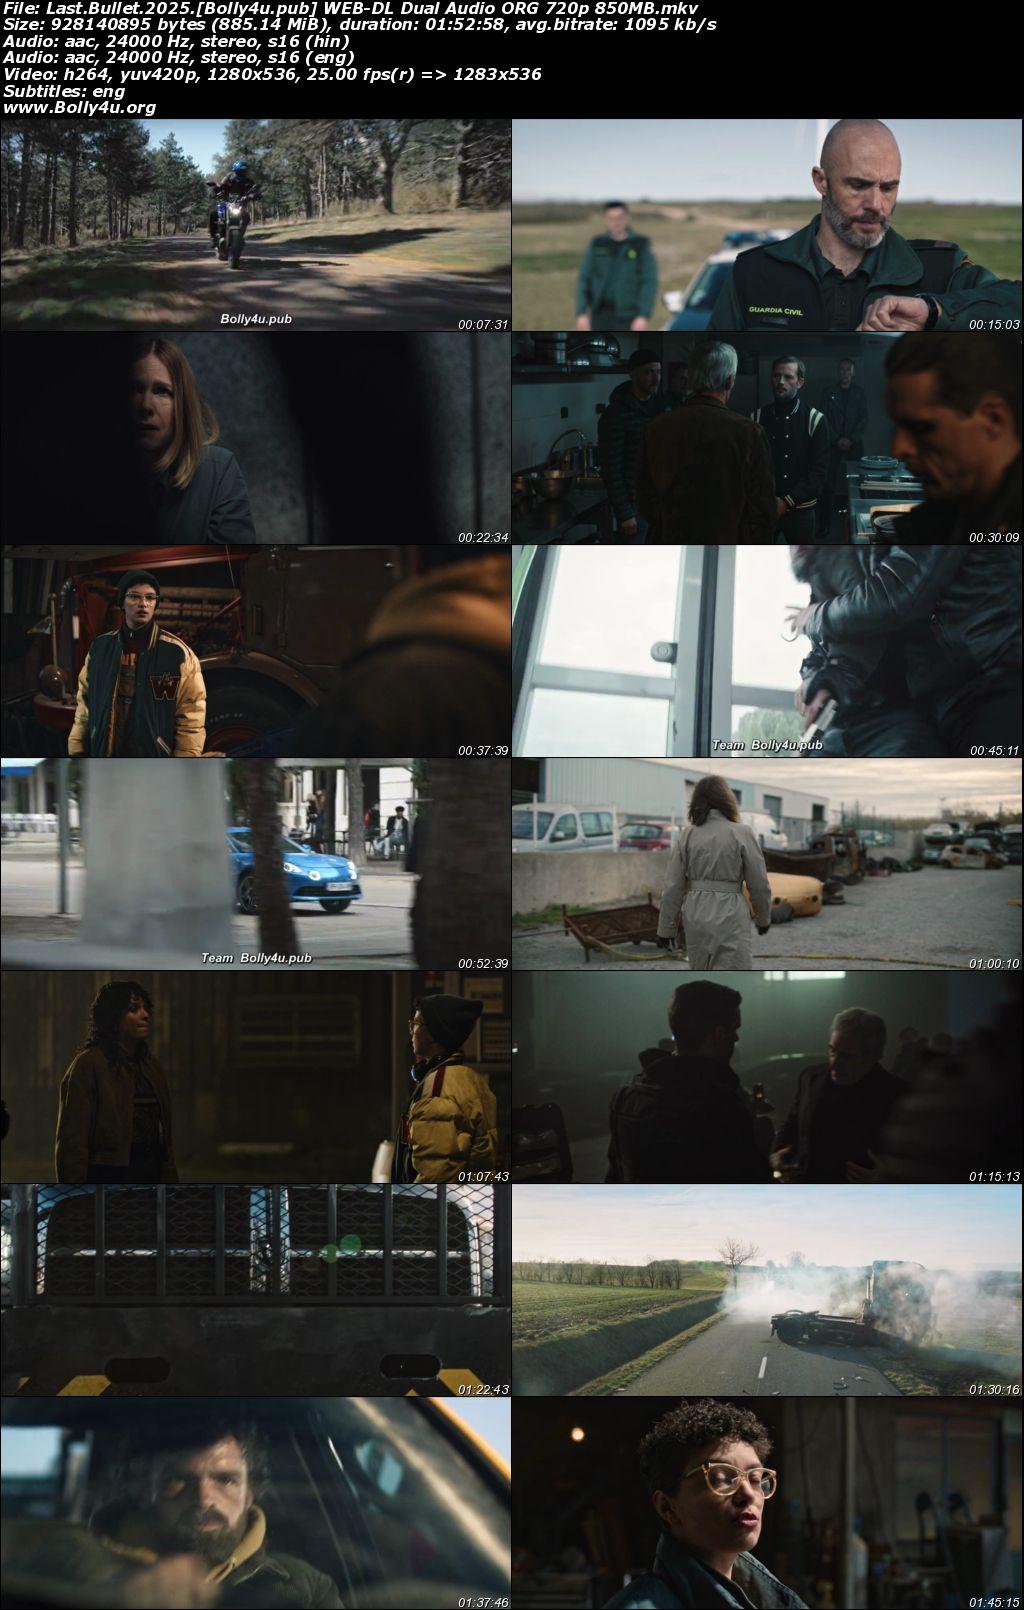 File: Last.Bullet.2025.[Bolly4u.pub] WEB-DL Dual Audio ORG 720p 850MB.mkv
Size: 928140895 bytes (885.14 MiB), duration: 01:52:58, avg.bitrate: 1095 kb/s
Audio: aac, 24000 Hz, stereo, s16 (hin)
Audio: aac, 24000 Hz, stereo, s16 (eng)
Video: h264, yuv420p, 1280x536, 25.00 fps(r) => 1283x536
Subtitles: eng
www.Bolly4u.org
Bolly4u.pub
00:07:31
GUARDIA CIVIL
00:15:03
00:22:34
00:30:09
W
00:37:39
Team Bolly4u.pub
00:45:11
Team Bolly4u.pub
00:52:39
01:00:10
01:07:43
01:15:13
01:22:43
01:30:16
01:37:46
01:45:15